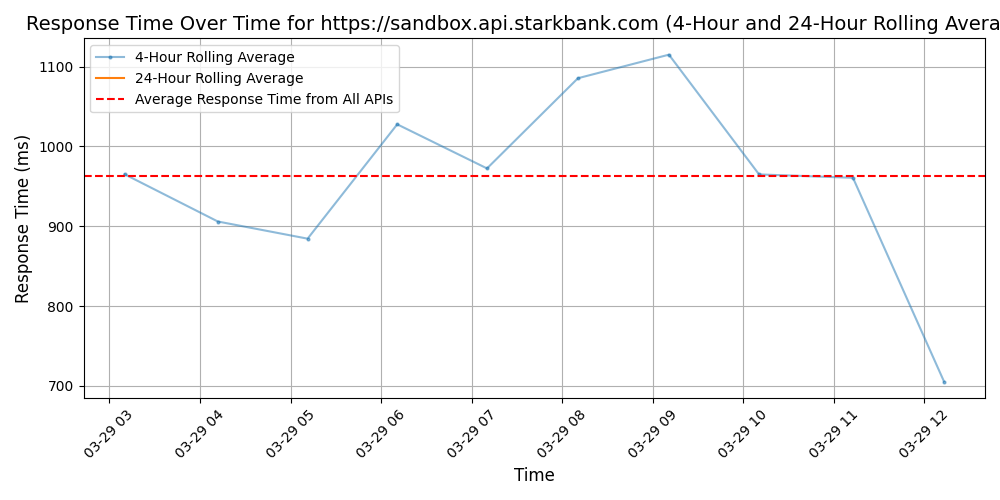 Response Time Over Time for https://sandbox.api.starkbank.com (4-Hour and 24-Hour Rolling Avera
4-Hour Rolling Average
24-Hour Rolling Average
Average Response Time from All APIs
Response Time (ms)
1100
1000
900
800
700
03-29 03
03-29 04
03-29 05
03-29 06
03-29 07
03-29 08
03-29 09
03-29 10
03-29 11
03-29 12
Time